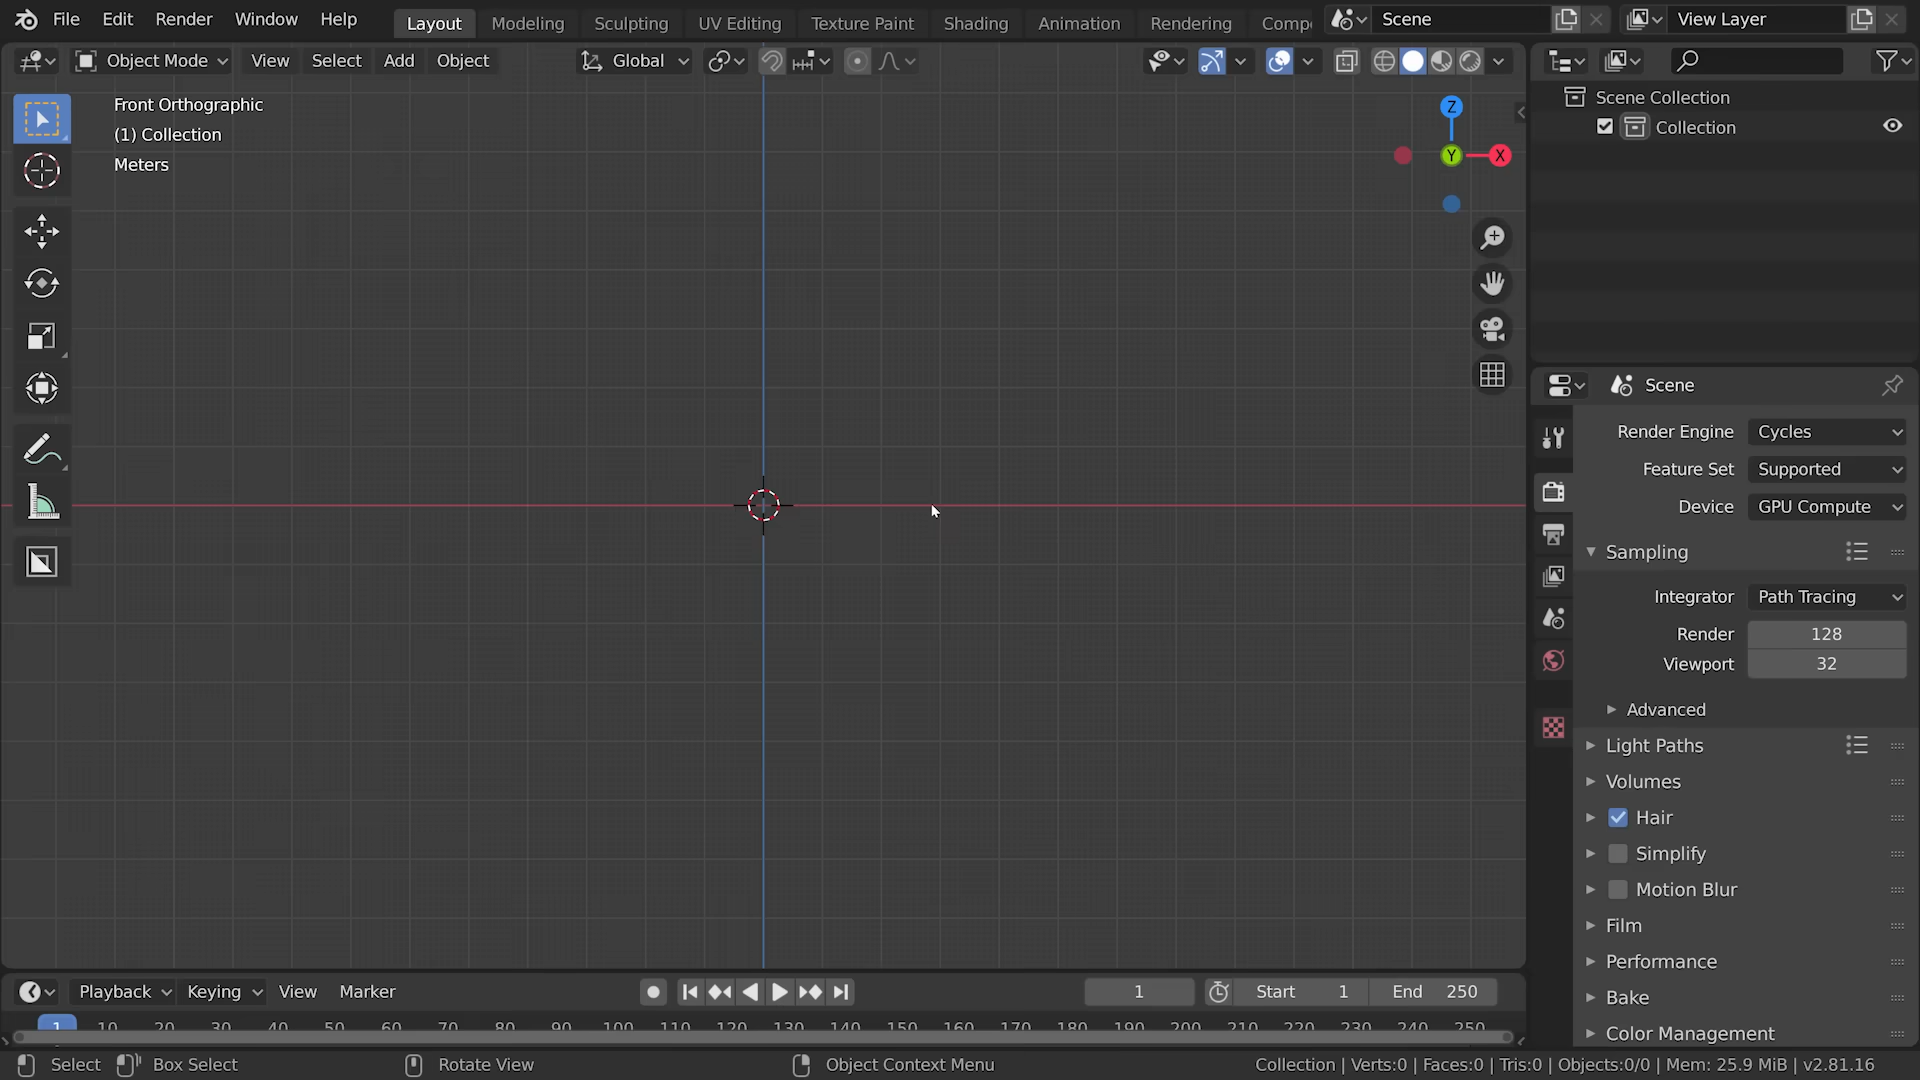 File Edit Render Window Help Layout Modeling Sculpting UV Editing Texture Paint Shading Animation Rendering Comp Scene View Layer
Object Mode View Select Add Object Global
Front Orthographic
(1) Collection
Meters
Z
Y X
Scene Collection
Collection
Scene
Render Engine Cycles
Feature Set Supported
Device GPU Compute
Sampling
Integrator Path Tracing
Render 128
Viewport 32
Advanced
Light Paths
Volumes
Hair
Simplify
Motion Blur
Film
Performance
Bake
Color Management
Playback Keying View Marker 1 Start 1 End 250
1 10 20 30 40 50 60 70 80 90 100 110 120 130 140 150 160 170 180 190 200 210 220 230 240 250
Select Box Select Rotate View Object Context Menu Collection | Verts:0 | Faces:0 | Tris:0 | Objects:0/0 | Mem: 25.9 MiB | v2.81.16